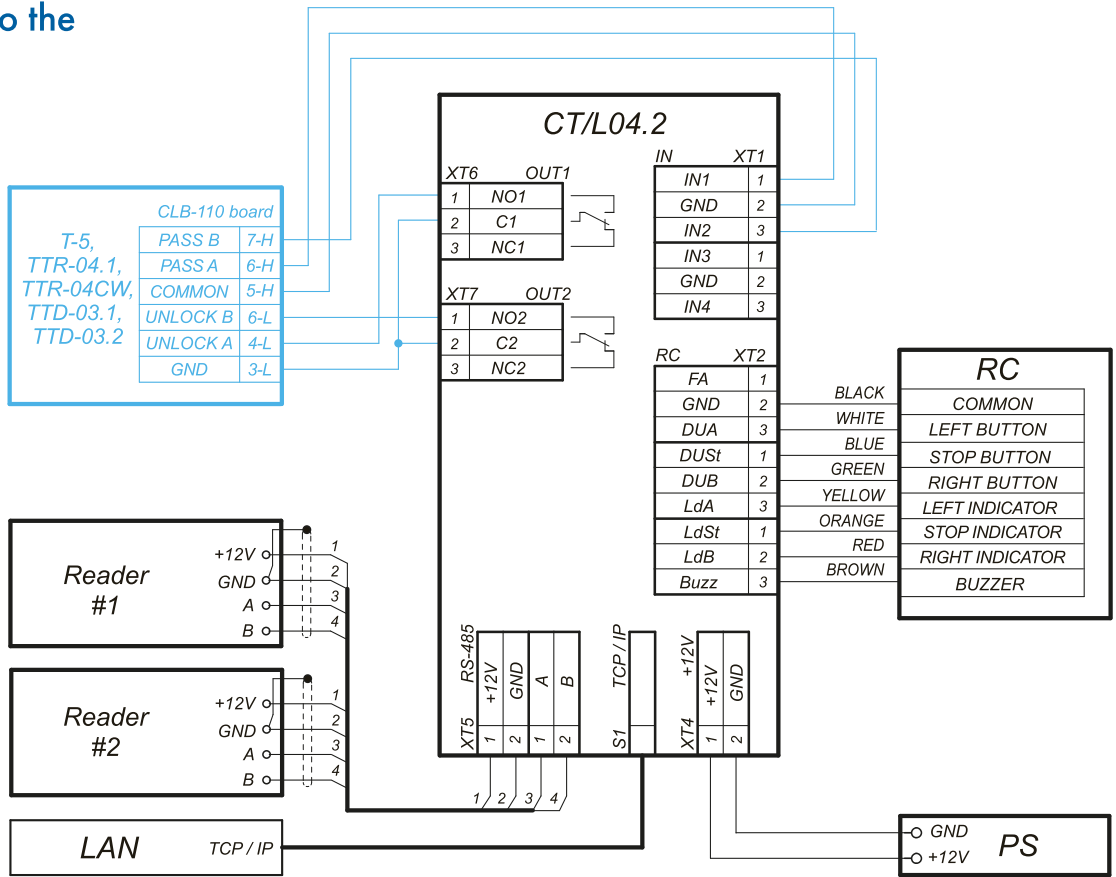 o the
CT/L04.2
XT6 OUT1
1 NO1
2 C1
3 NC1
XT7 OUT2
1 NO2
2 C2
3 NC2
IN XT1
IN1 1
GND 2
IN2 3
IN3 1
GND 2
IN4 3
RC XT2
FA 1
GND 2
DUA 3
DUSt 1
DUB 2
LdA 3
LdSt 1
LdB 2
Buzz 3
CLB-110 board
T-5,
TTR-04.1,
TTR-04CW,
TTD-03.1,
TTD-03.2
PASS B 7-H
PASS A 6-H
COMMON 5-H
UNLOCK B 6-L
UNLOCK A 4-L
GND 3-L
BLACK
WHITE
BLUE
GREEN
YELLOW
ORANGE
RED
BROWN
RC
COMMON
LEFT BUTTON
STOP BUTTON
RIGHT BUTTON
LEFT INDICATOR
STOP INDICATOR
RIGHT INDICATOR
BUZZER
Reader
#1
+12V 1
GND 2
A 3
B 4
Reader
#2
+12V 1
GND 2
A 3
B 4
RS-485
XT5
+12V 1
GND 2
A 1
B 2
TCP / IP
S1
+12V
XT4
+12V 1
GND 2
1 2 3 4
LAN TCP / IP
GND
+12V
PS